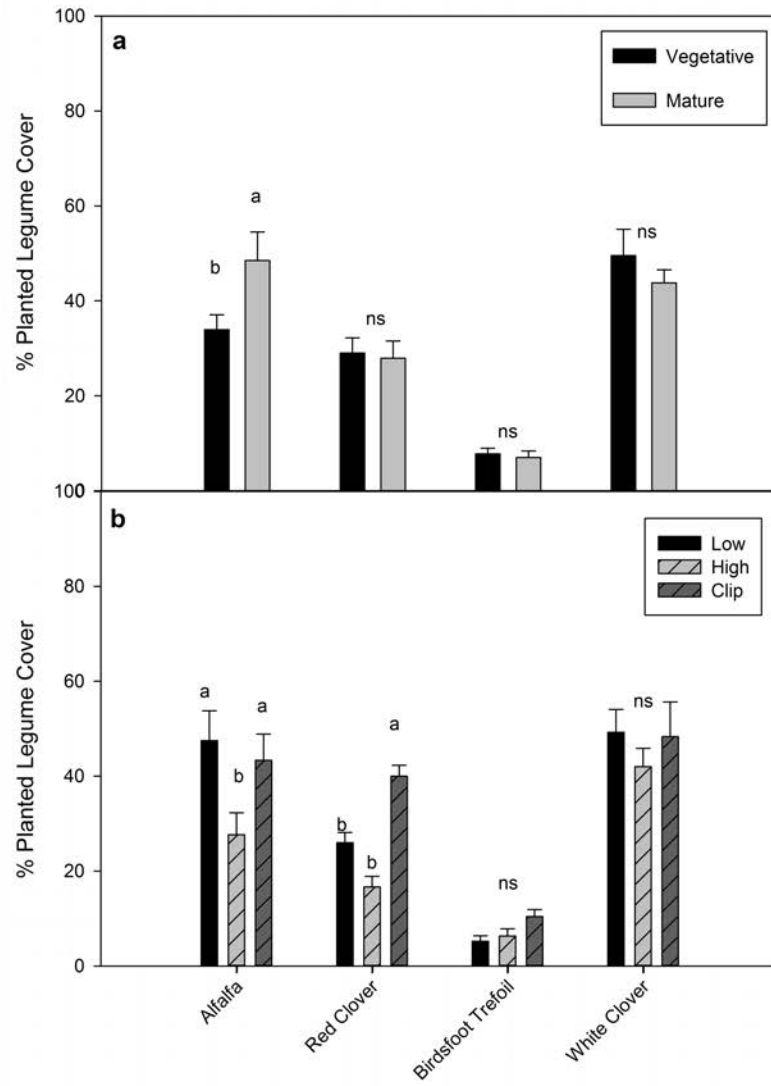 100
a
Vegetative
Mature
80
60
a
b
ns
ns
40
20
ns
% Planted Legume Cover
100
0
b
Low
High
Clip
80
60
a
a
ns
a
40
b
b
b
20
ns
0
% Planted Legume Cover
Alfalfa
Red Clover
Birdsfoot Trefoil
White Clover